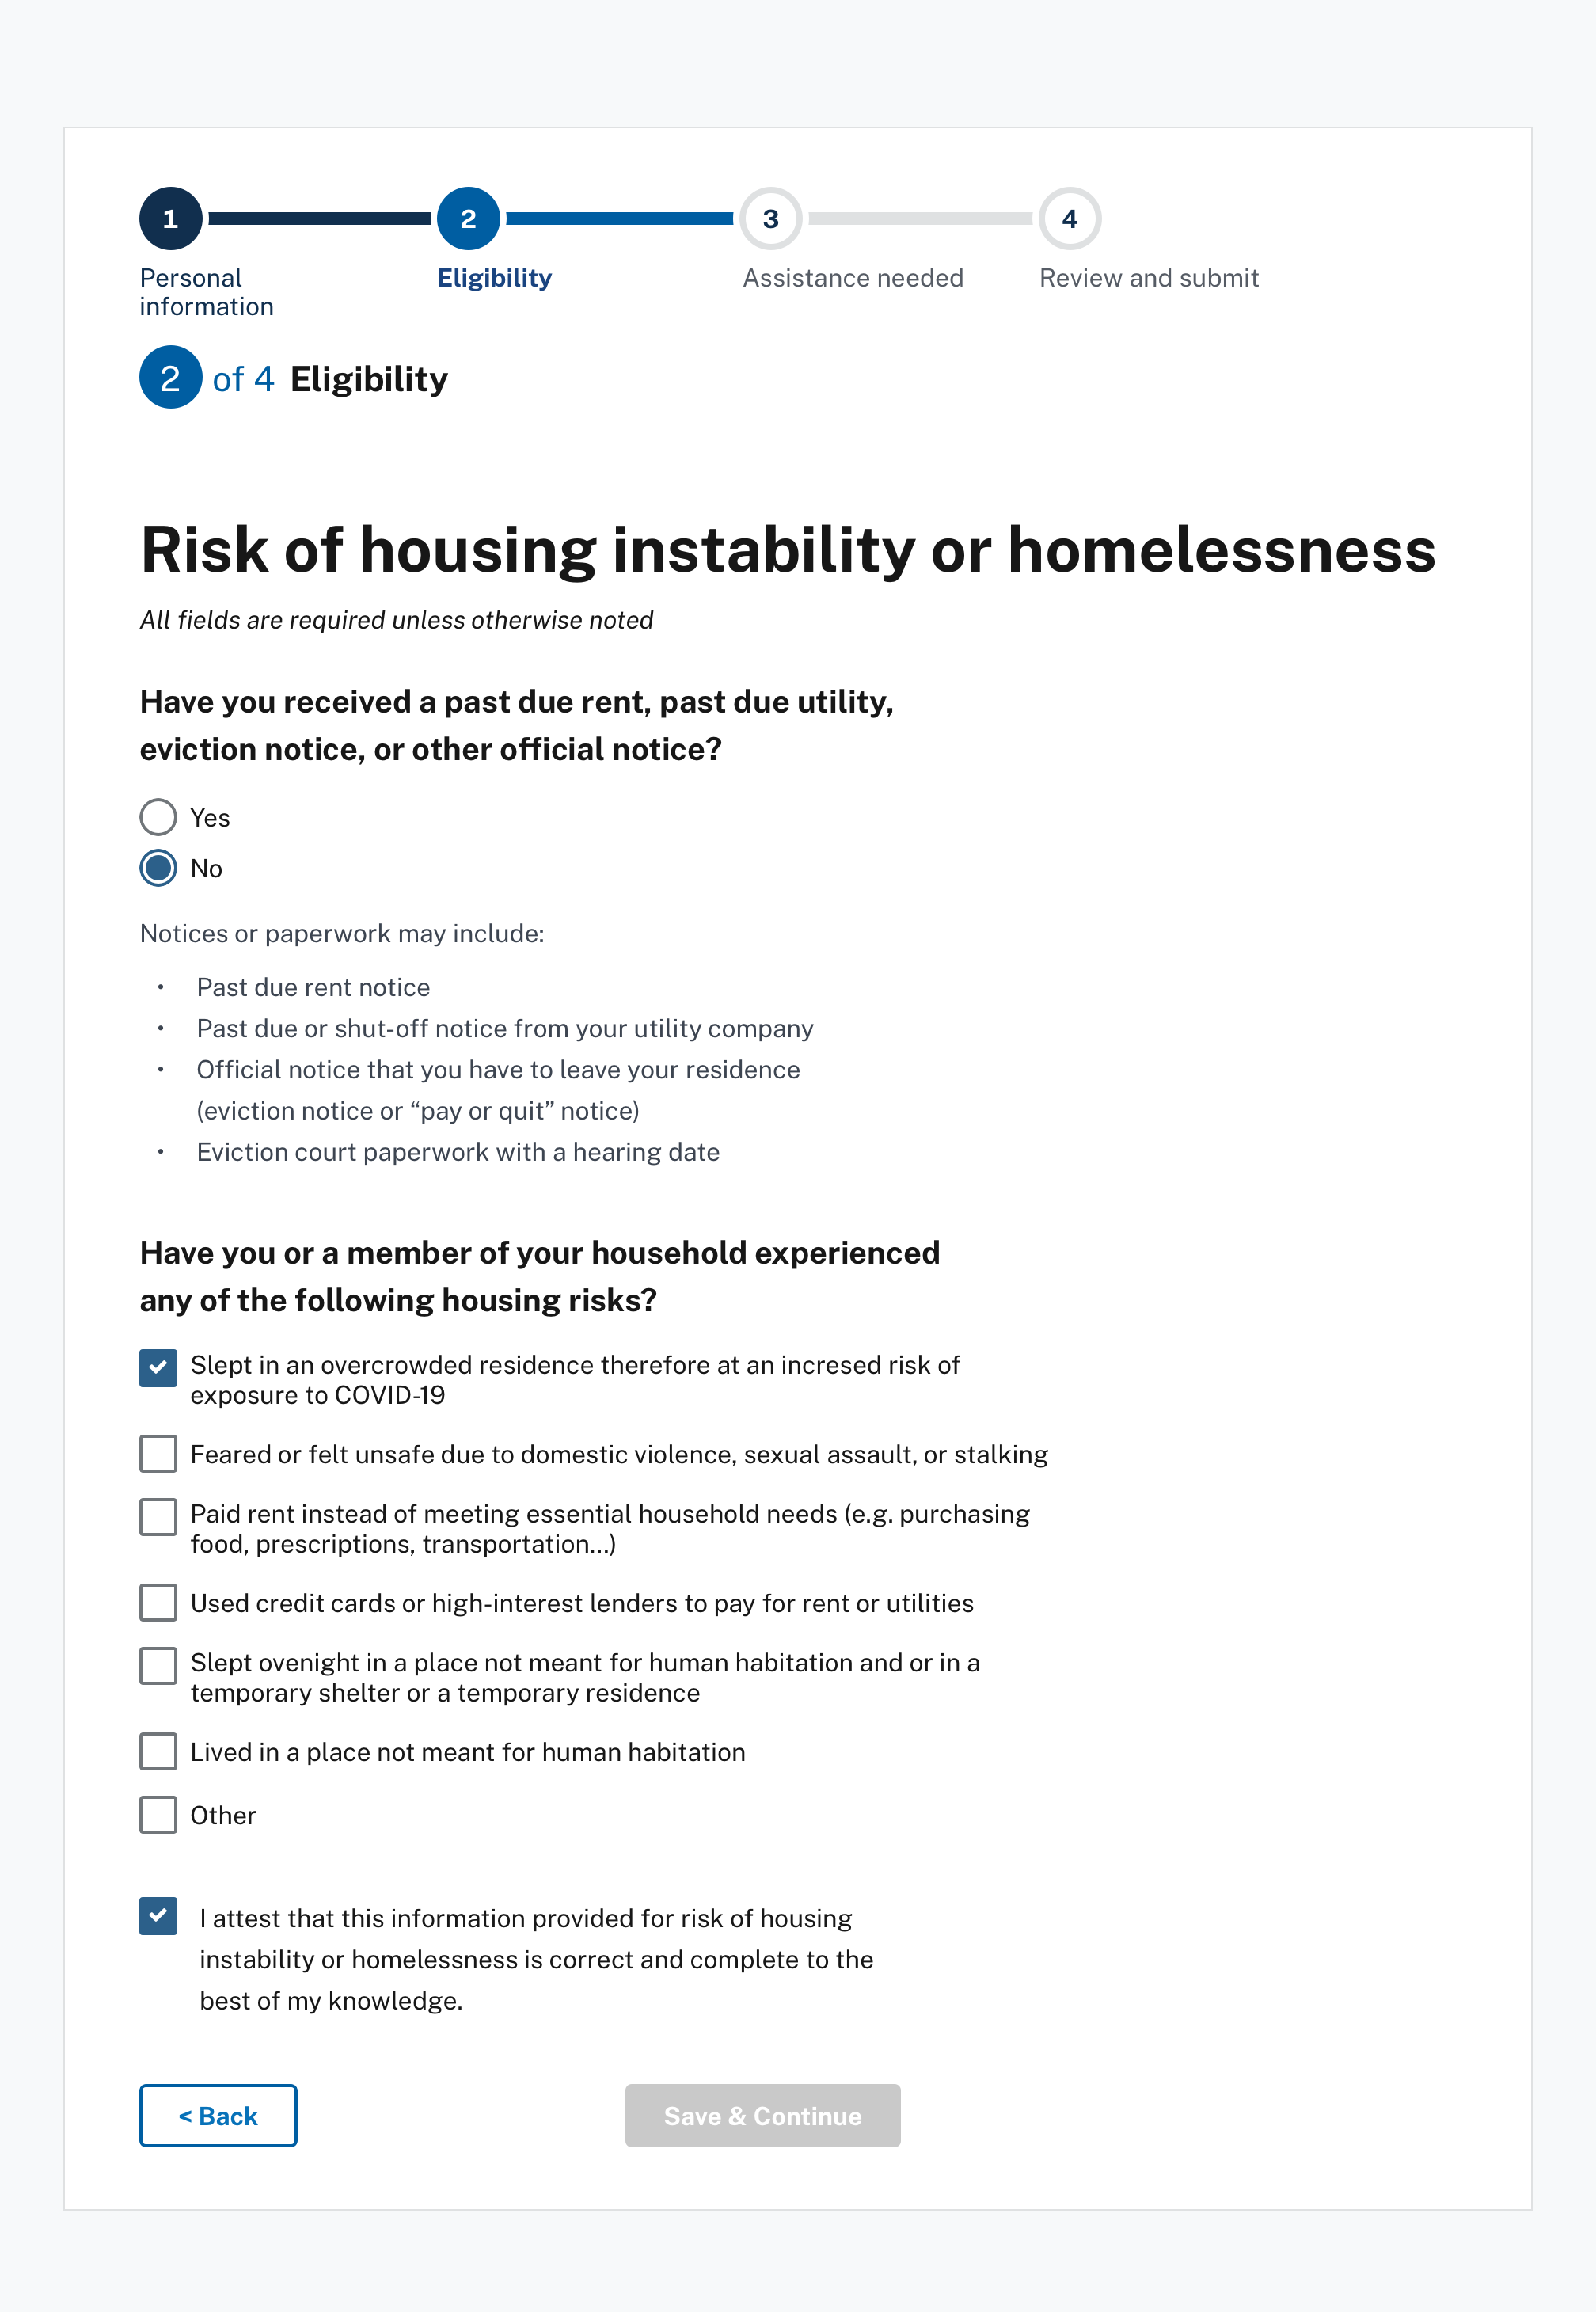 1
2
3
4
Personal
information
Eligibility
Assistance needed
Review and submit
2 of 4 Eligibility
Risk of housing instability or homelessness
All fields are required unless otherwise noted
Have you received a past due rent, past due utility,
eviction notice, or other official notice?
Yes
No
Notices or paperwork may include:
• Past due rent notice
• Past due or shut-off notice from your utility company
• Official notice that you have to leave your residence
(eviction notice or “pay or quit” notice)
• Eviction court paperwork with a hearing date
Have you or a member of your household experienced
any of the following housing risks?
Slept in an overcrowded residence therefore at an incresed risk of
exposure to COVID-19
Feared or felt unsafe due to domestic violence, sexual assault, or stalking
Paid rent instead of meeting essential household needs (e.g. purchasing
food, prescriptions, transportation...)
Used credit cards or high-interest lenders to pay for rent or utilities
Slept ovenight in a place not meant for human habitation and or in a
temporary shelter or a temporary residence
Lived in a place not meant for human habitation
Other
I attest that this information provided for risk of housing
instability or homelessness is correct and complete to the
best of my knowledge.
< Back
Save & Continue